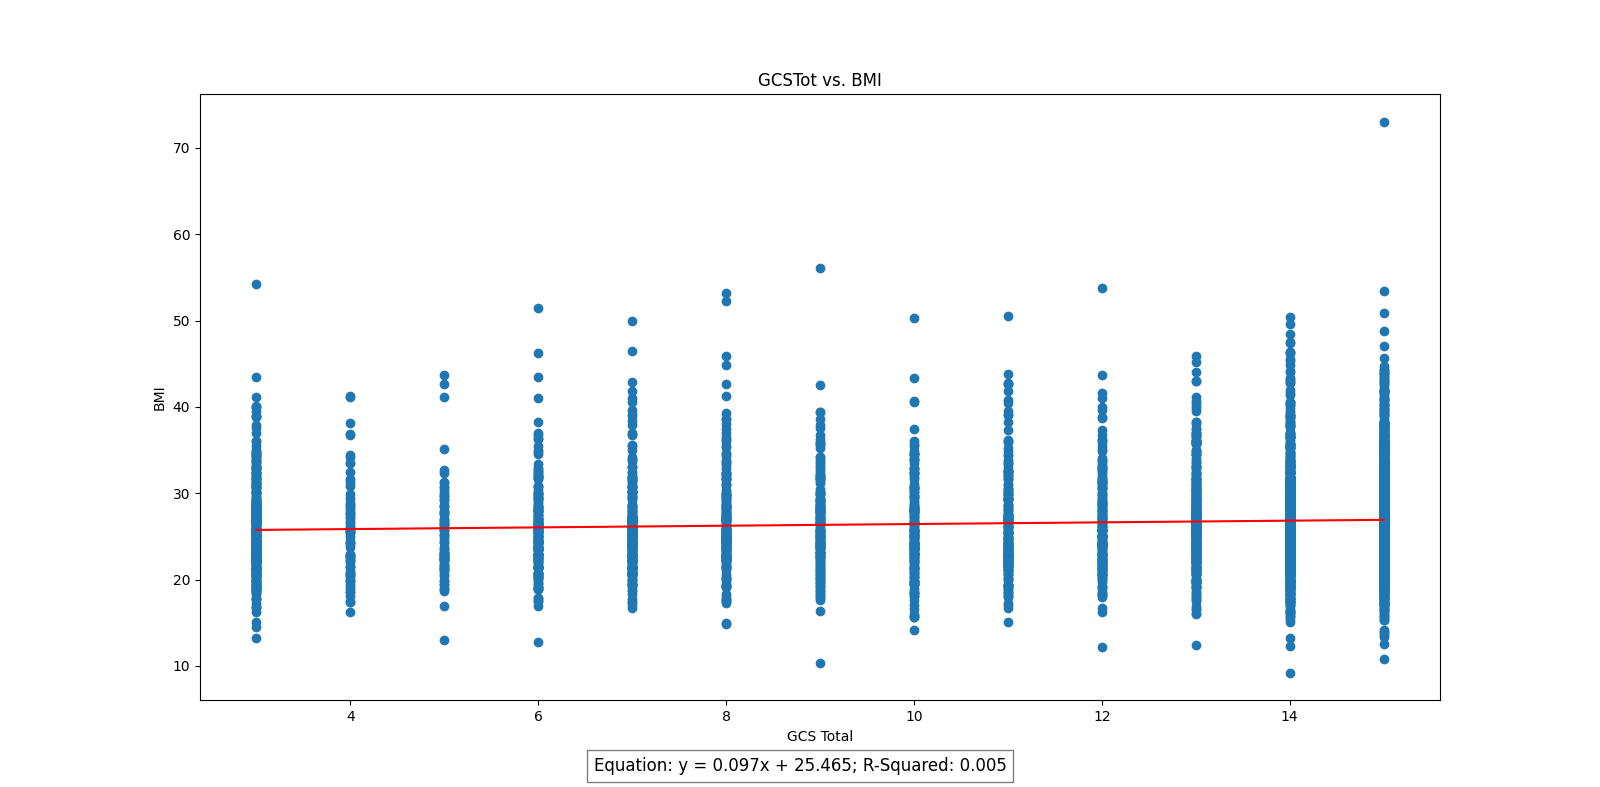 GCSTot vs. BMI
70
60
50
40
30
20
10
BMI
4 6 8 10 12 14
GCS Total
Equation: y = 0.097x + 25.465; R-Squared: 0.005